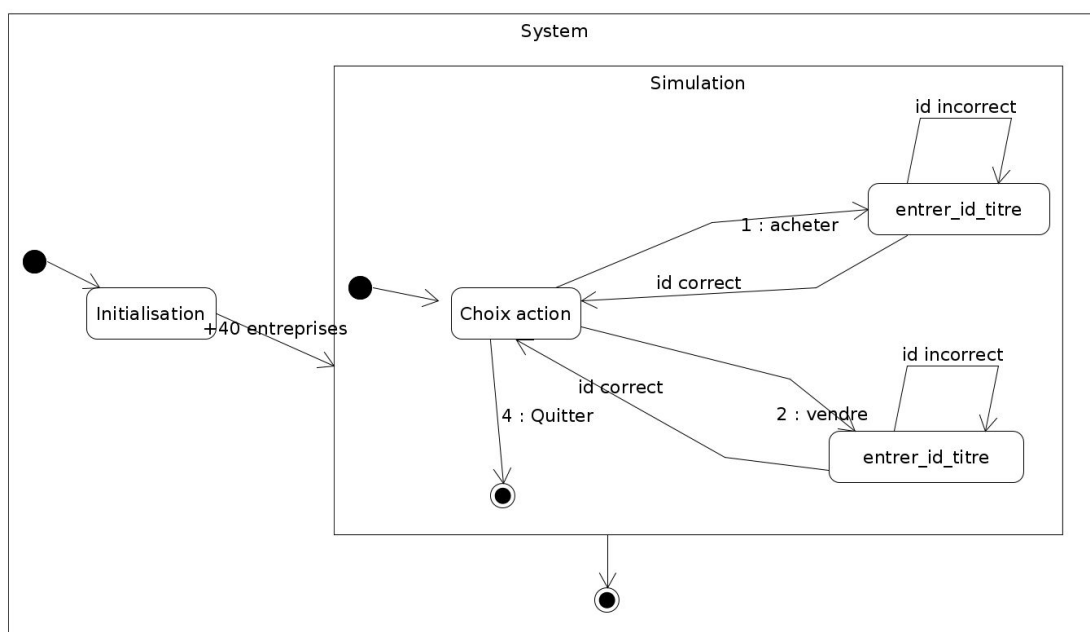 System
Simulation
id incorrect
entrer_id_titre
1 : acheter
id correct
Initialisation
Choix action
+40 entreprises
id incorrect
id correct
2 : vendre
4 : Quitter
entrer_id_titre